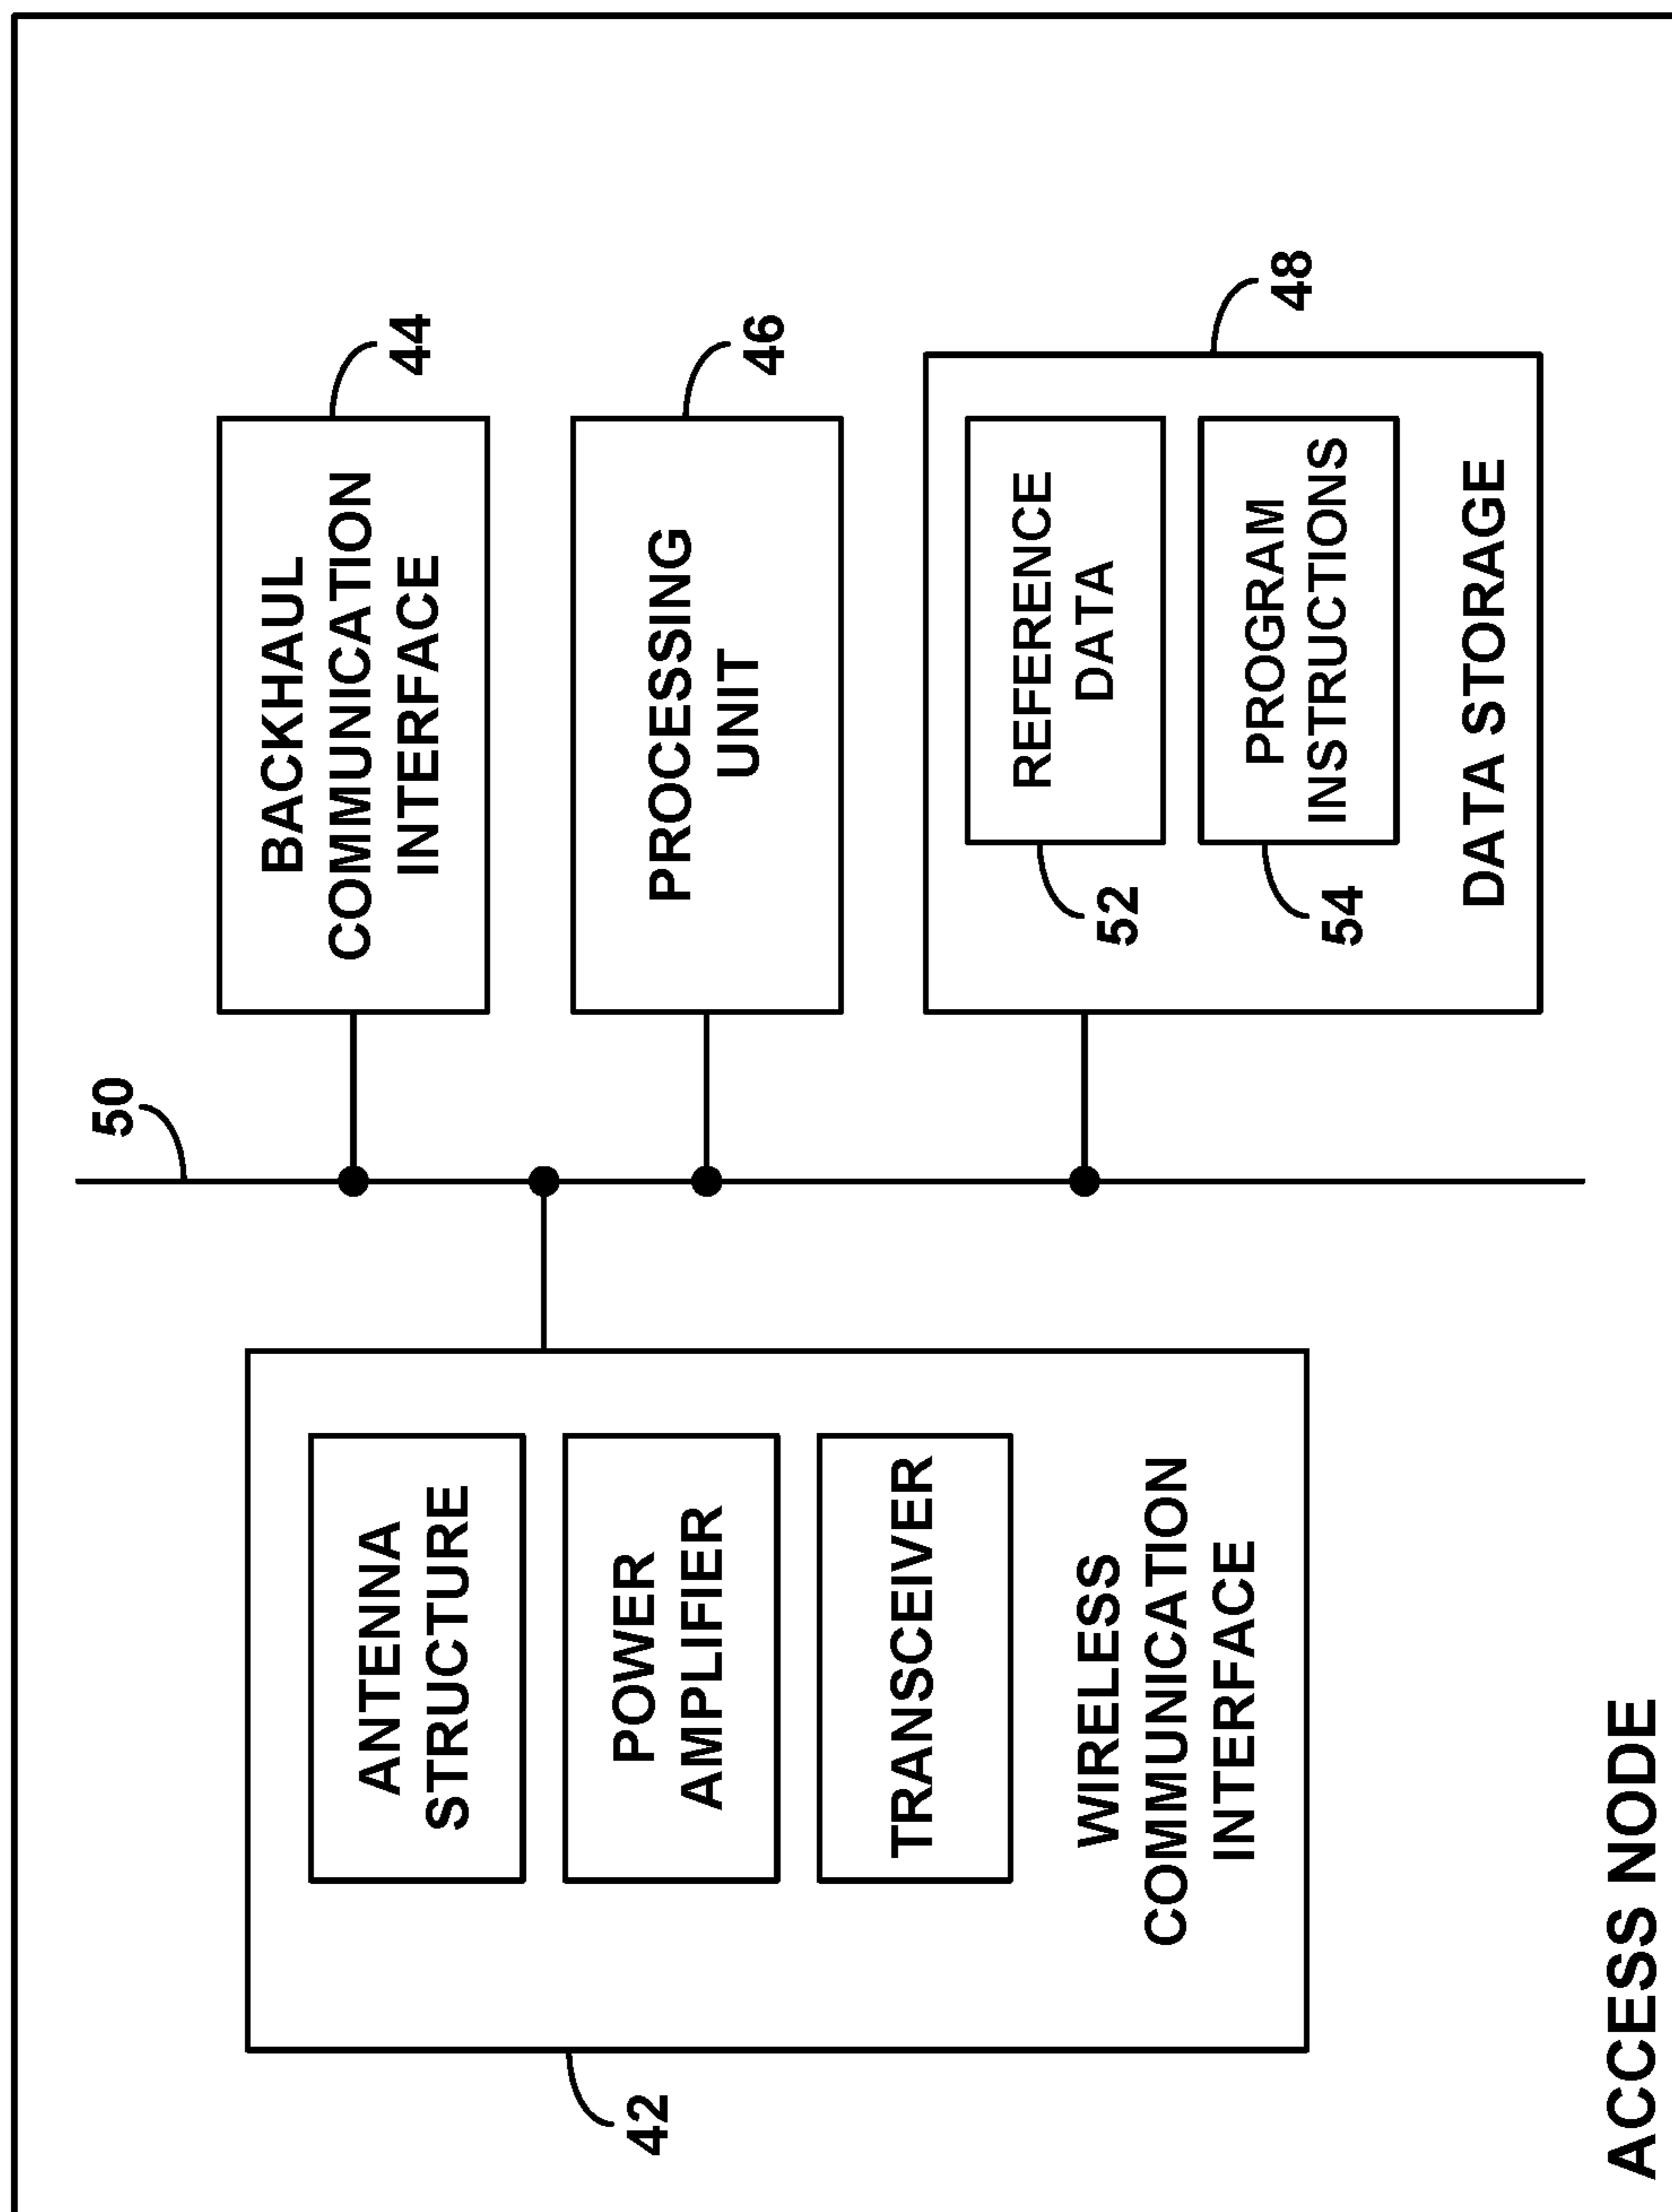 42
ANTENNA
STRUCTURE
POWER
AMPLIFIER
TRANSCEIVER
WIRELESS
COMMUNICATION
INTERFACE
50
BACKHAUL
COMMUNICATION
INTERFACE
44
PROCESSING
UNIT
46
REFERENCE
DATA
52
PROGRAM
INSTRUCTIONS
54
DATA STORAGE
48
ACCESS NODE